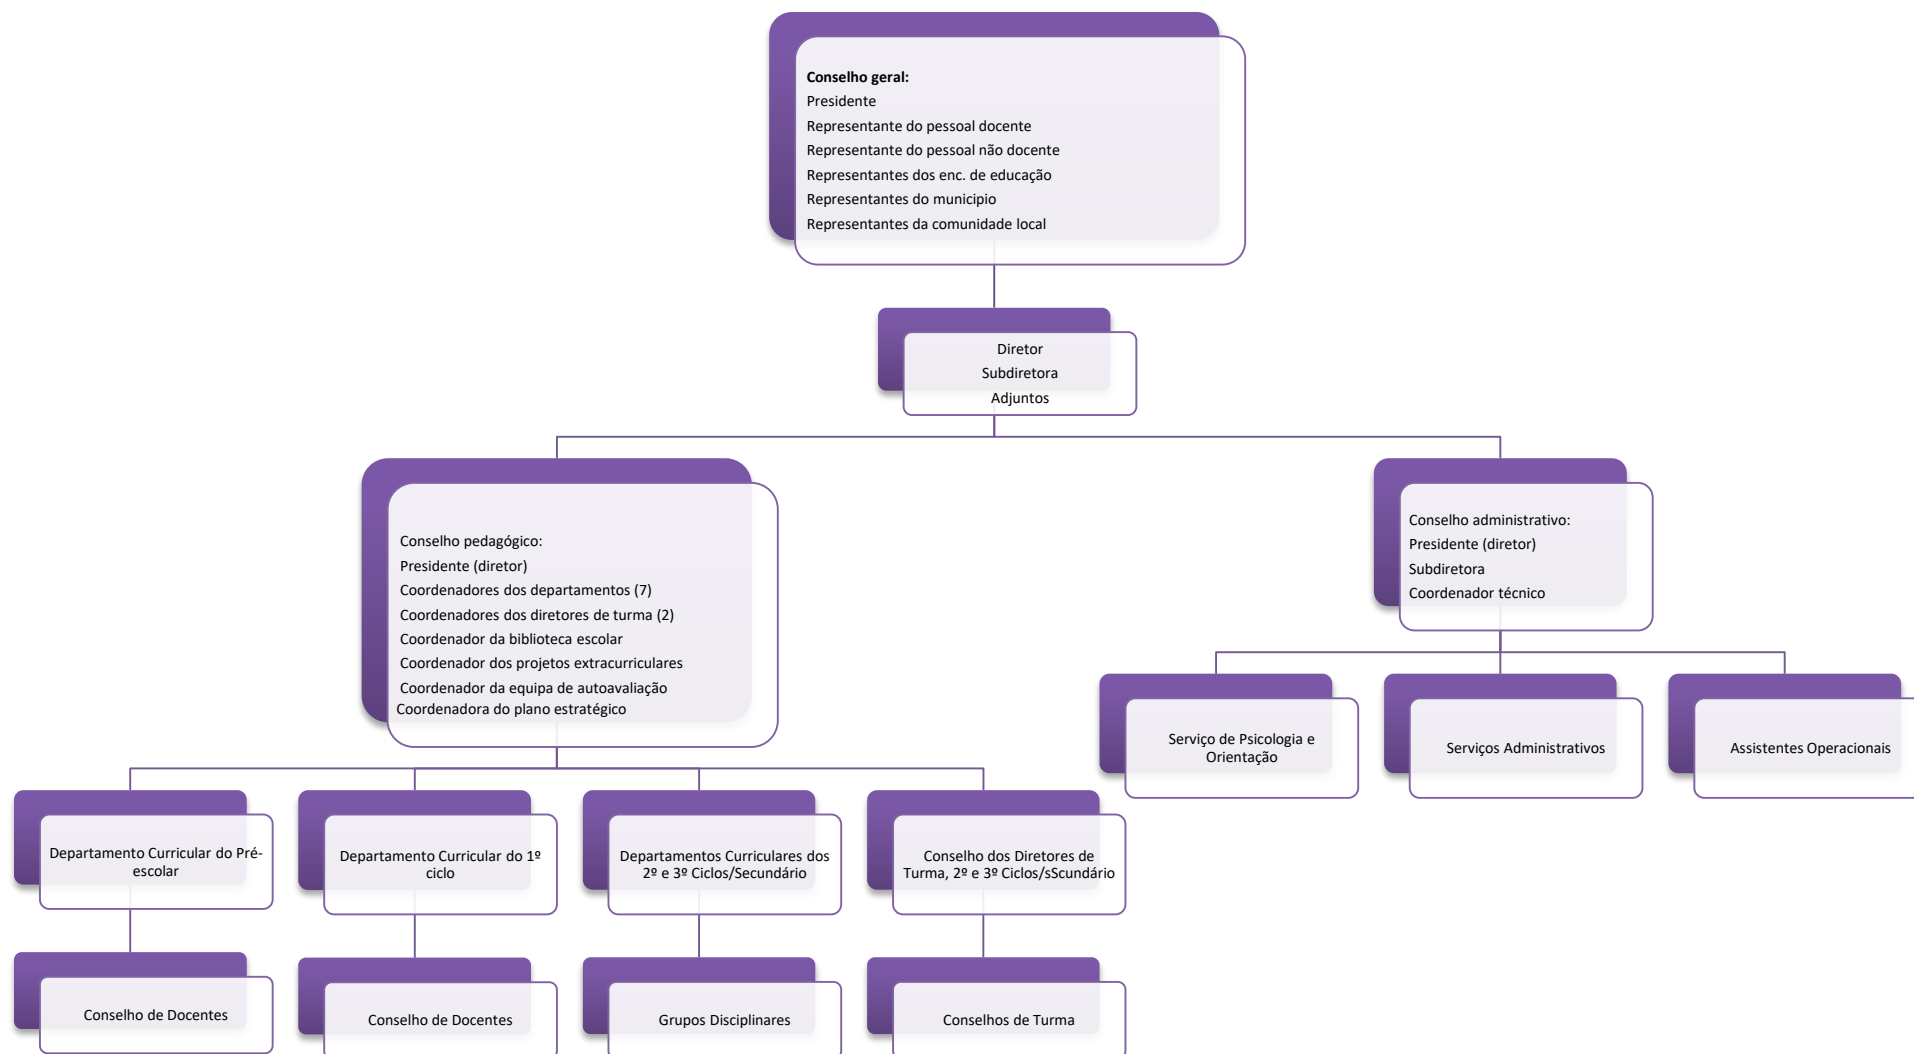 Conselho geral:
Presidente
Representante do pessoal docente
Representante do pessoal não docente
Representantes dos enc. de educação
Representantes do municipio
Representantes da comunidade local
Diretor
Subdiretora
Adjuntos
Conselho pedagógico:
Presidente (diretor)
Coordenadores dos departamentos (7)
Coordenadores dos diretores de turma (2)
Coordenador da biblioteca escolar
Coordenador dos projetos extracurriculares
Coordenador da equipa de autoavaliação
Coordenadora do plano estratégico
Conselho administrativo:
Presidente (diretor)
Subdiretora
Coordenador técnico
Serviço de Psicologia e
Orientação
Serviços Administrativos
Assistentes Operacionais
Departamento Curricular do Pré-
escolar
Departamento Curricular do 1º
ciclo
Departamentos Curriculares dos
2º e 3º Ciclos/Secundário
Conselho dos Diretores de
Turma, 2º e 3º Ciclos/sScundário
Conselho de Docentes
Conselho de Docentes
Grupos Disciplinares
Conselhos de Turma